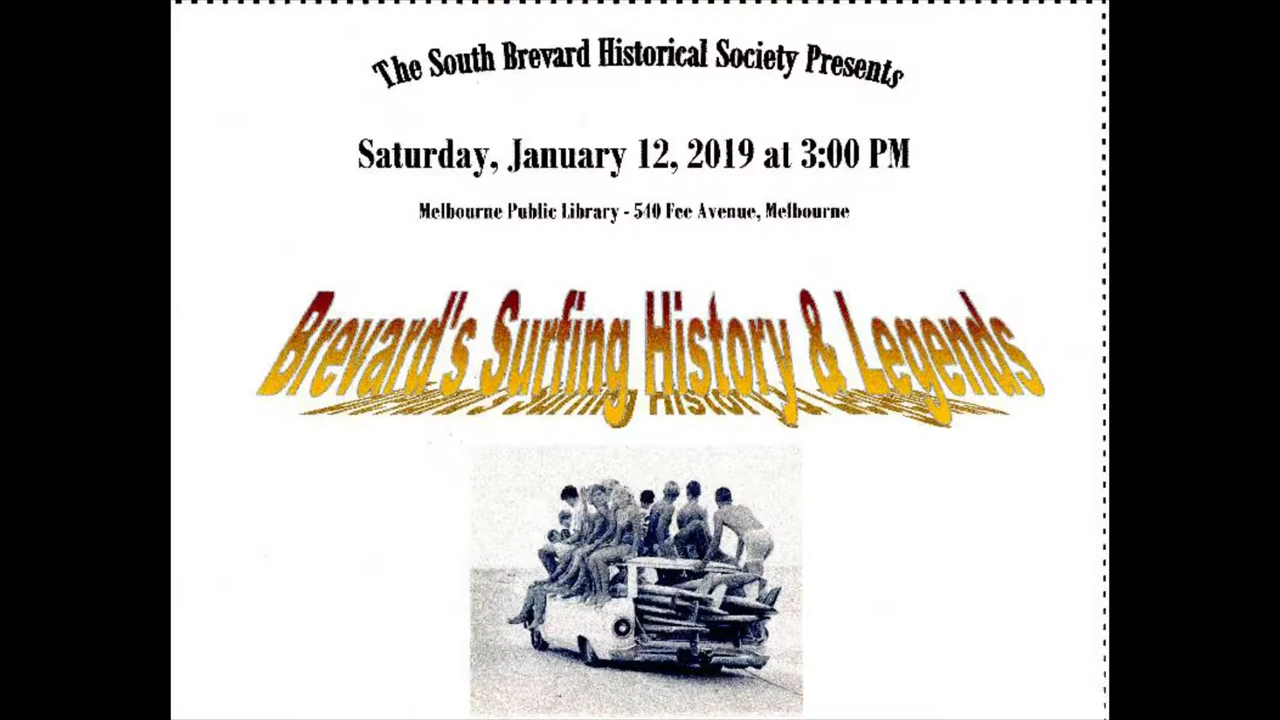 The South Brevard Historical Society Presents
Saturday, January 12, 2019 at 3:00 PM
Melbourne Public Library - 540 Fee Avenue, Melbourne
Brevard's Surfing History & Legends